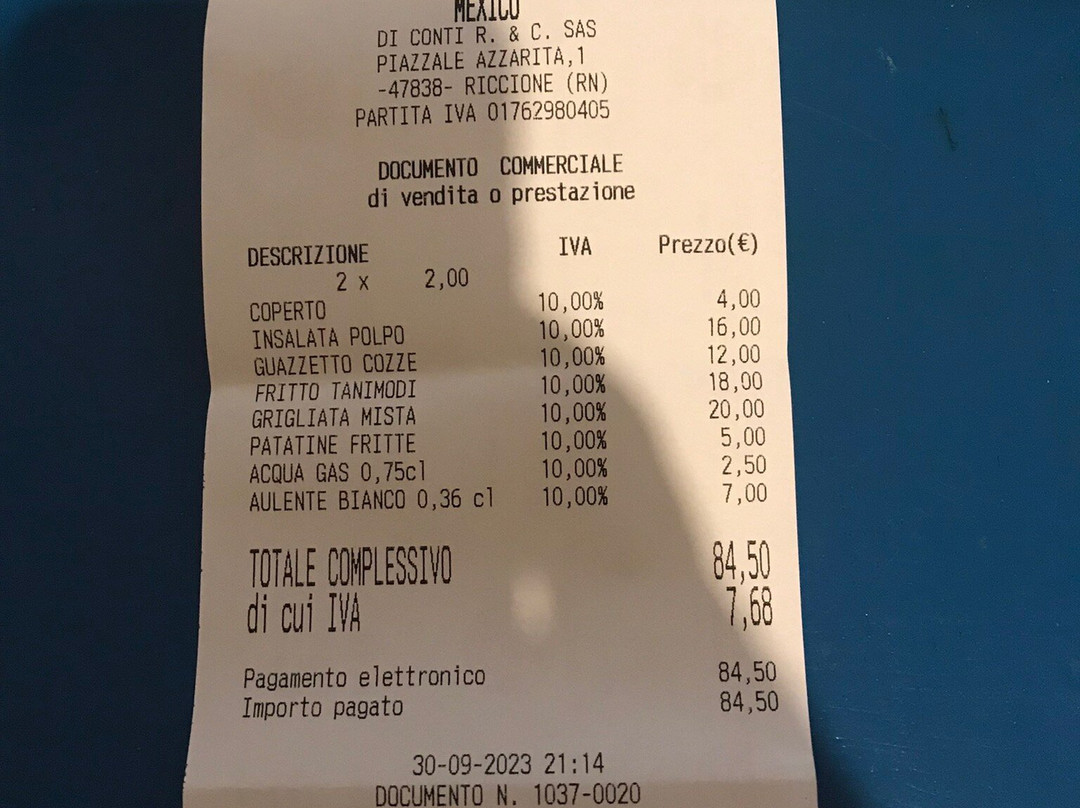 MEXICO
DI CONTI R. & C. SAS
PIAZZALE AZZARITA,1
-47838- RICCIONE (RN)
PARTITA IVA 01762980405
DOCUMENTO COMMERCIALE
di vendita o prestazione
DESCRIZIONE IVA Prezzo(€)
2 x 2,00
COPERTO 10,00% 4,00
INSALATA POLPO 10,00% 16,00
GUAZZETTO COZZE 10,00% 12,00
FRITTO TANIMODI 10,00% 18,00
GRIGLIATA MISTA 10,00% 20,00
PATATINE FRITTE 10,00% 5,00
ACQUA GAS 0,75cl 10,00% 2,50
AULENTE BIANCO 0,36 cl 10,00% 7,00
TOTALE COMPLESSIVO 84,50
di cui IVA 7,68
Pagamento elettronico 84,50
Importo pagato 84,50
30-09-2023 21:14
DOCUMENTO N. 1037-0020